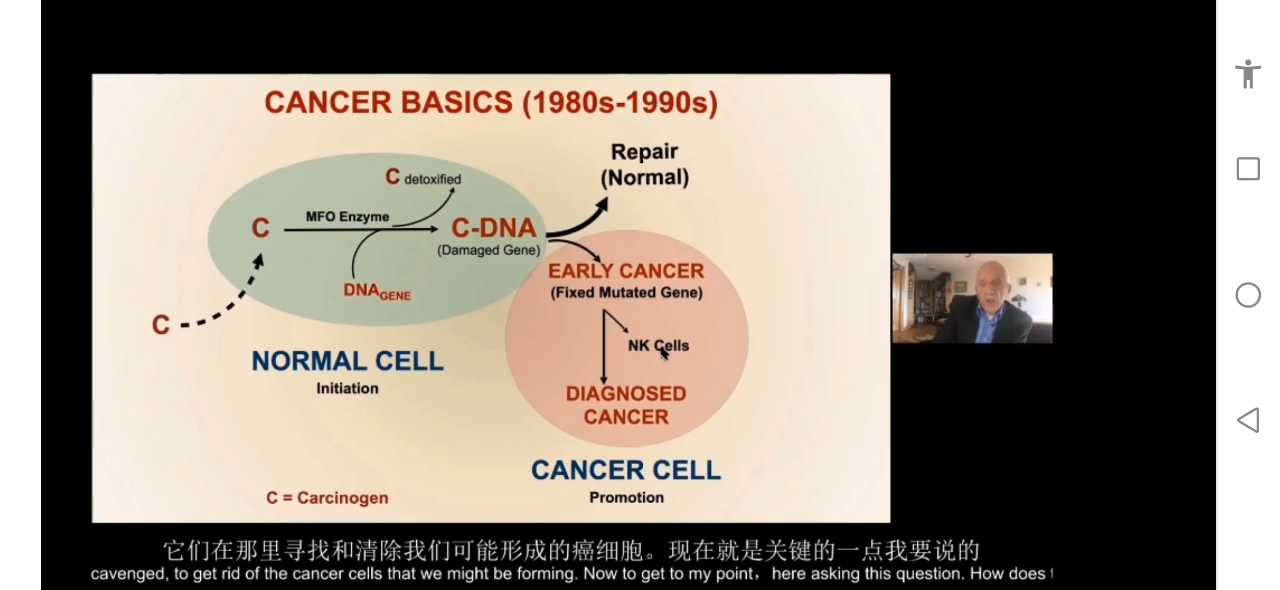 CANCER BASICS (1980s-1990s)
Repair
(Normal)
C detoxified
MFO Enzyme
C
C-DNA
(Damaged Gene)
DNAGENE
C
EARLY CANCER
(Fixed Mutated Gene)
NK Cells
NORMAL CELL
Initiation
DIAGNOSED
CANCER
CANCER CELL
Promotion
C = Carcinogen
它们在那里寻找和清除我们可能形成的癌细胞。现在就是关键的一点我要说的
cavenged, to get rid of the cancer cells that we might be forming. Now to get to my point，here asking this question. How does